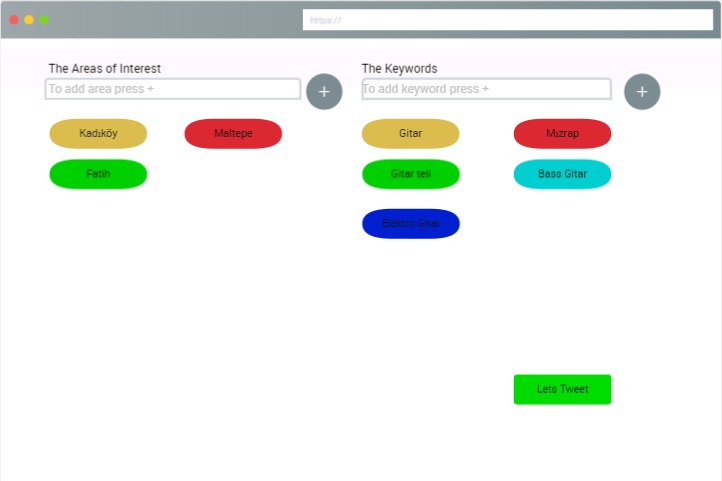 https://
The Areas of Interest
To add area press +
+
Kadıköy
Maltepe
Fatih
The Keywords
To add keyword press +
+
Gitar
Mızrap
Gitar teli
Bass Gitar
Elektro Gitar
Lets Tweet